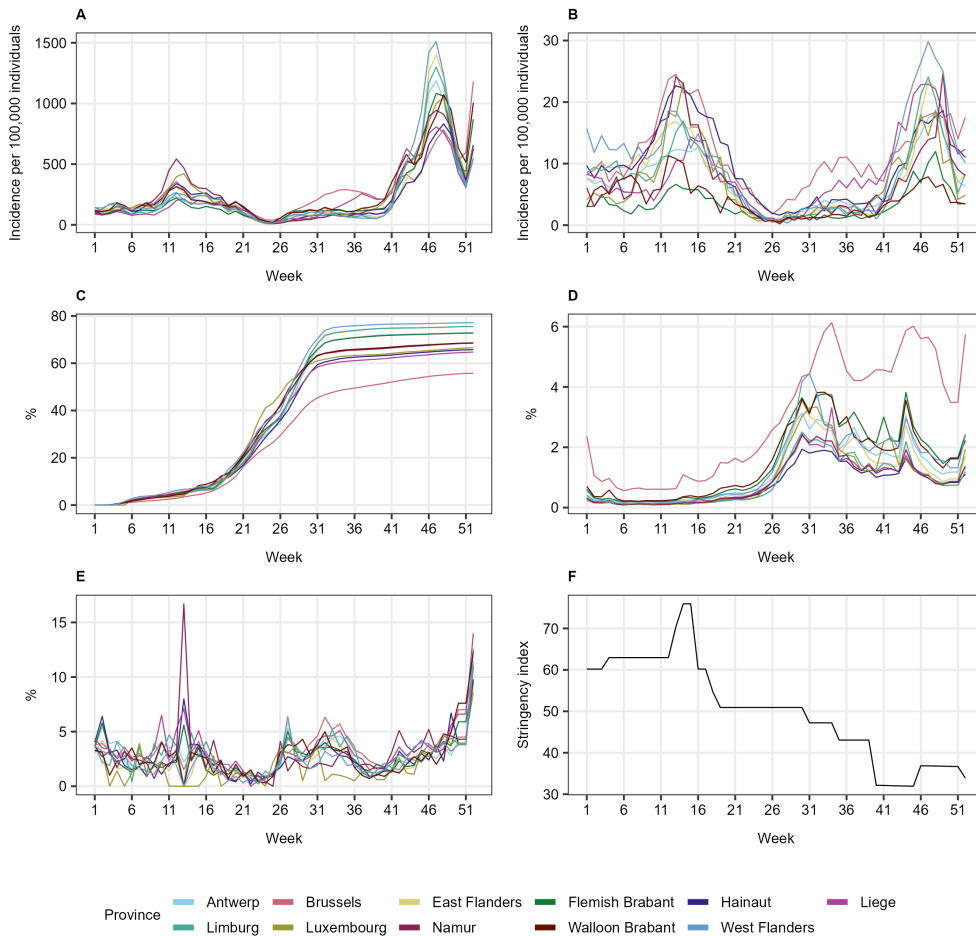 A
Incidence per 100,000 individuals
1500
1000
500
0
1 6 11 16 21 26 31 36 41 46 51
Week
B
Incidence per 100,000 individuals
30
20
10
0
1 6 11 16 21 26 31 36 41 46 51
Week
C
%
80
60
40
20
0
1 6 11 16 21 26 31 36 41 46 51
Week
D
%
6
4
2
0
1 6 11 16 21 26 31 36 41 46 51
Week
E
%
15
10
5
0
1 6 11 16 21 26 31 36 41 46 51
Week
F
Stringency index
70
60
50
40
30
1 6 11 16 21 26 31 36 41 46 51
Week
Province
Antwerp Brussels East Flanders Flemish Brabant Hainaut Liege
Limburg Luxembourg Namur Walloon Brabant West Flanders